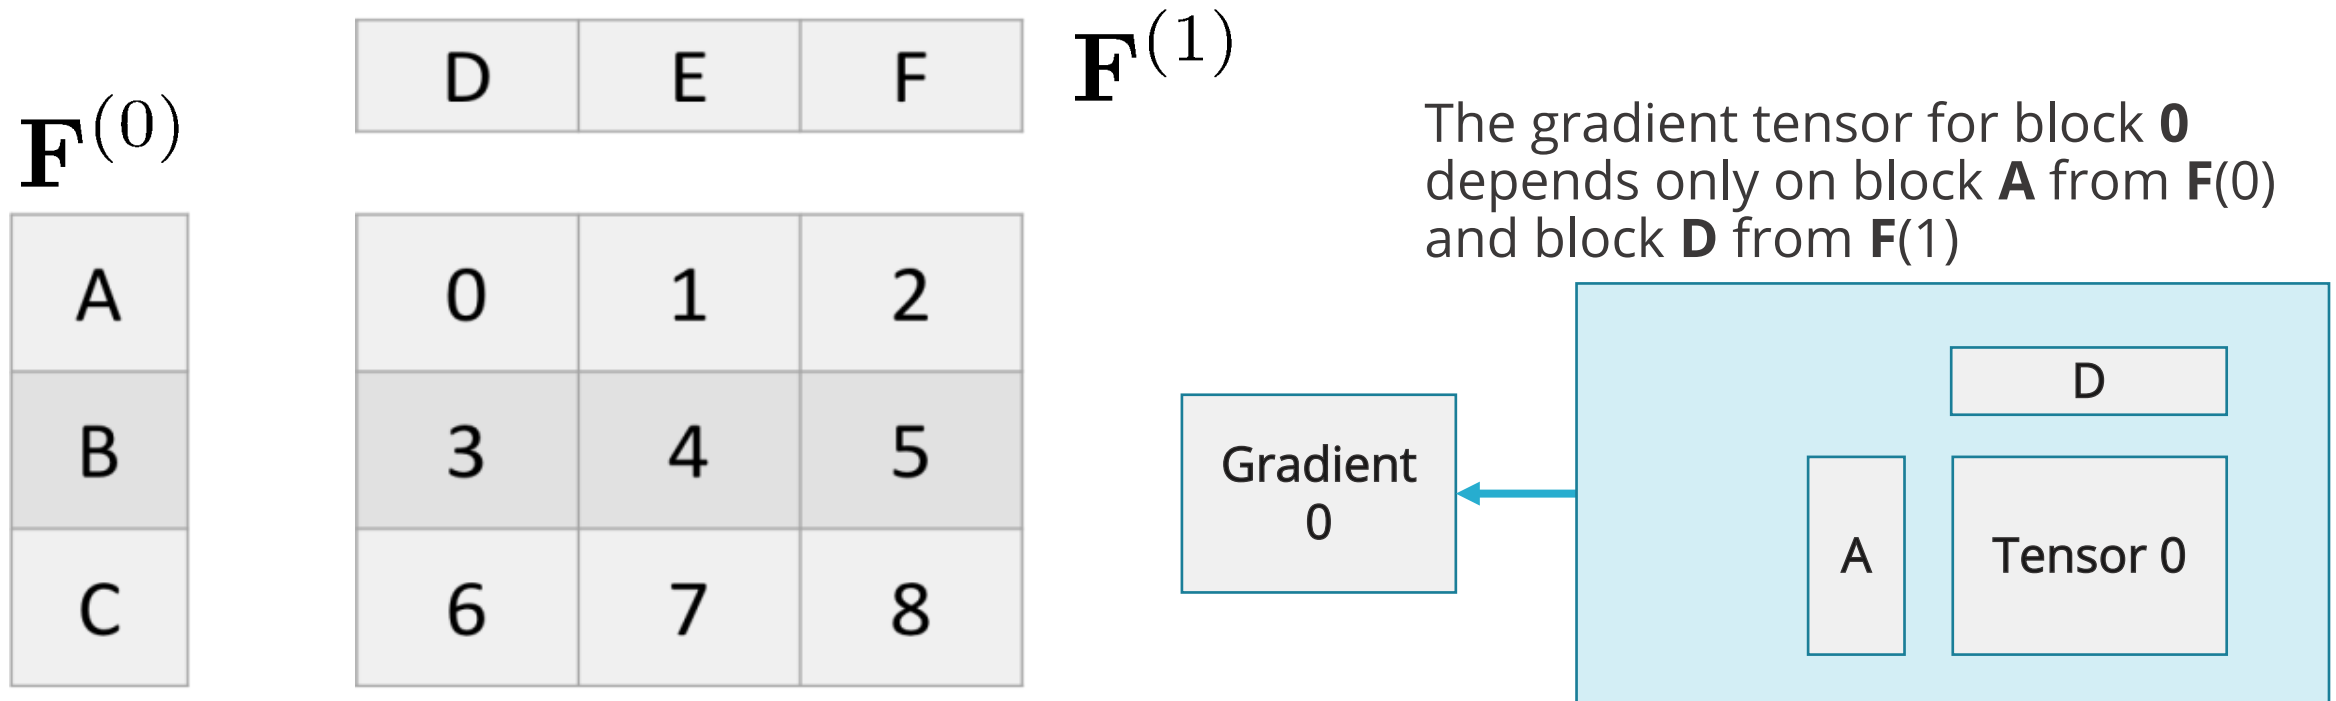 D E F
F(1)
F(0)
The gradient tensor for block 0
depends only on block A from F(0)
and block D from F(1)
A
0 1 2
B
3 4 5
C
6 7 8
Gradient
0
D
A
Tensor 0